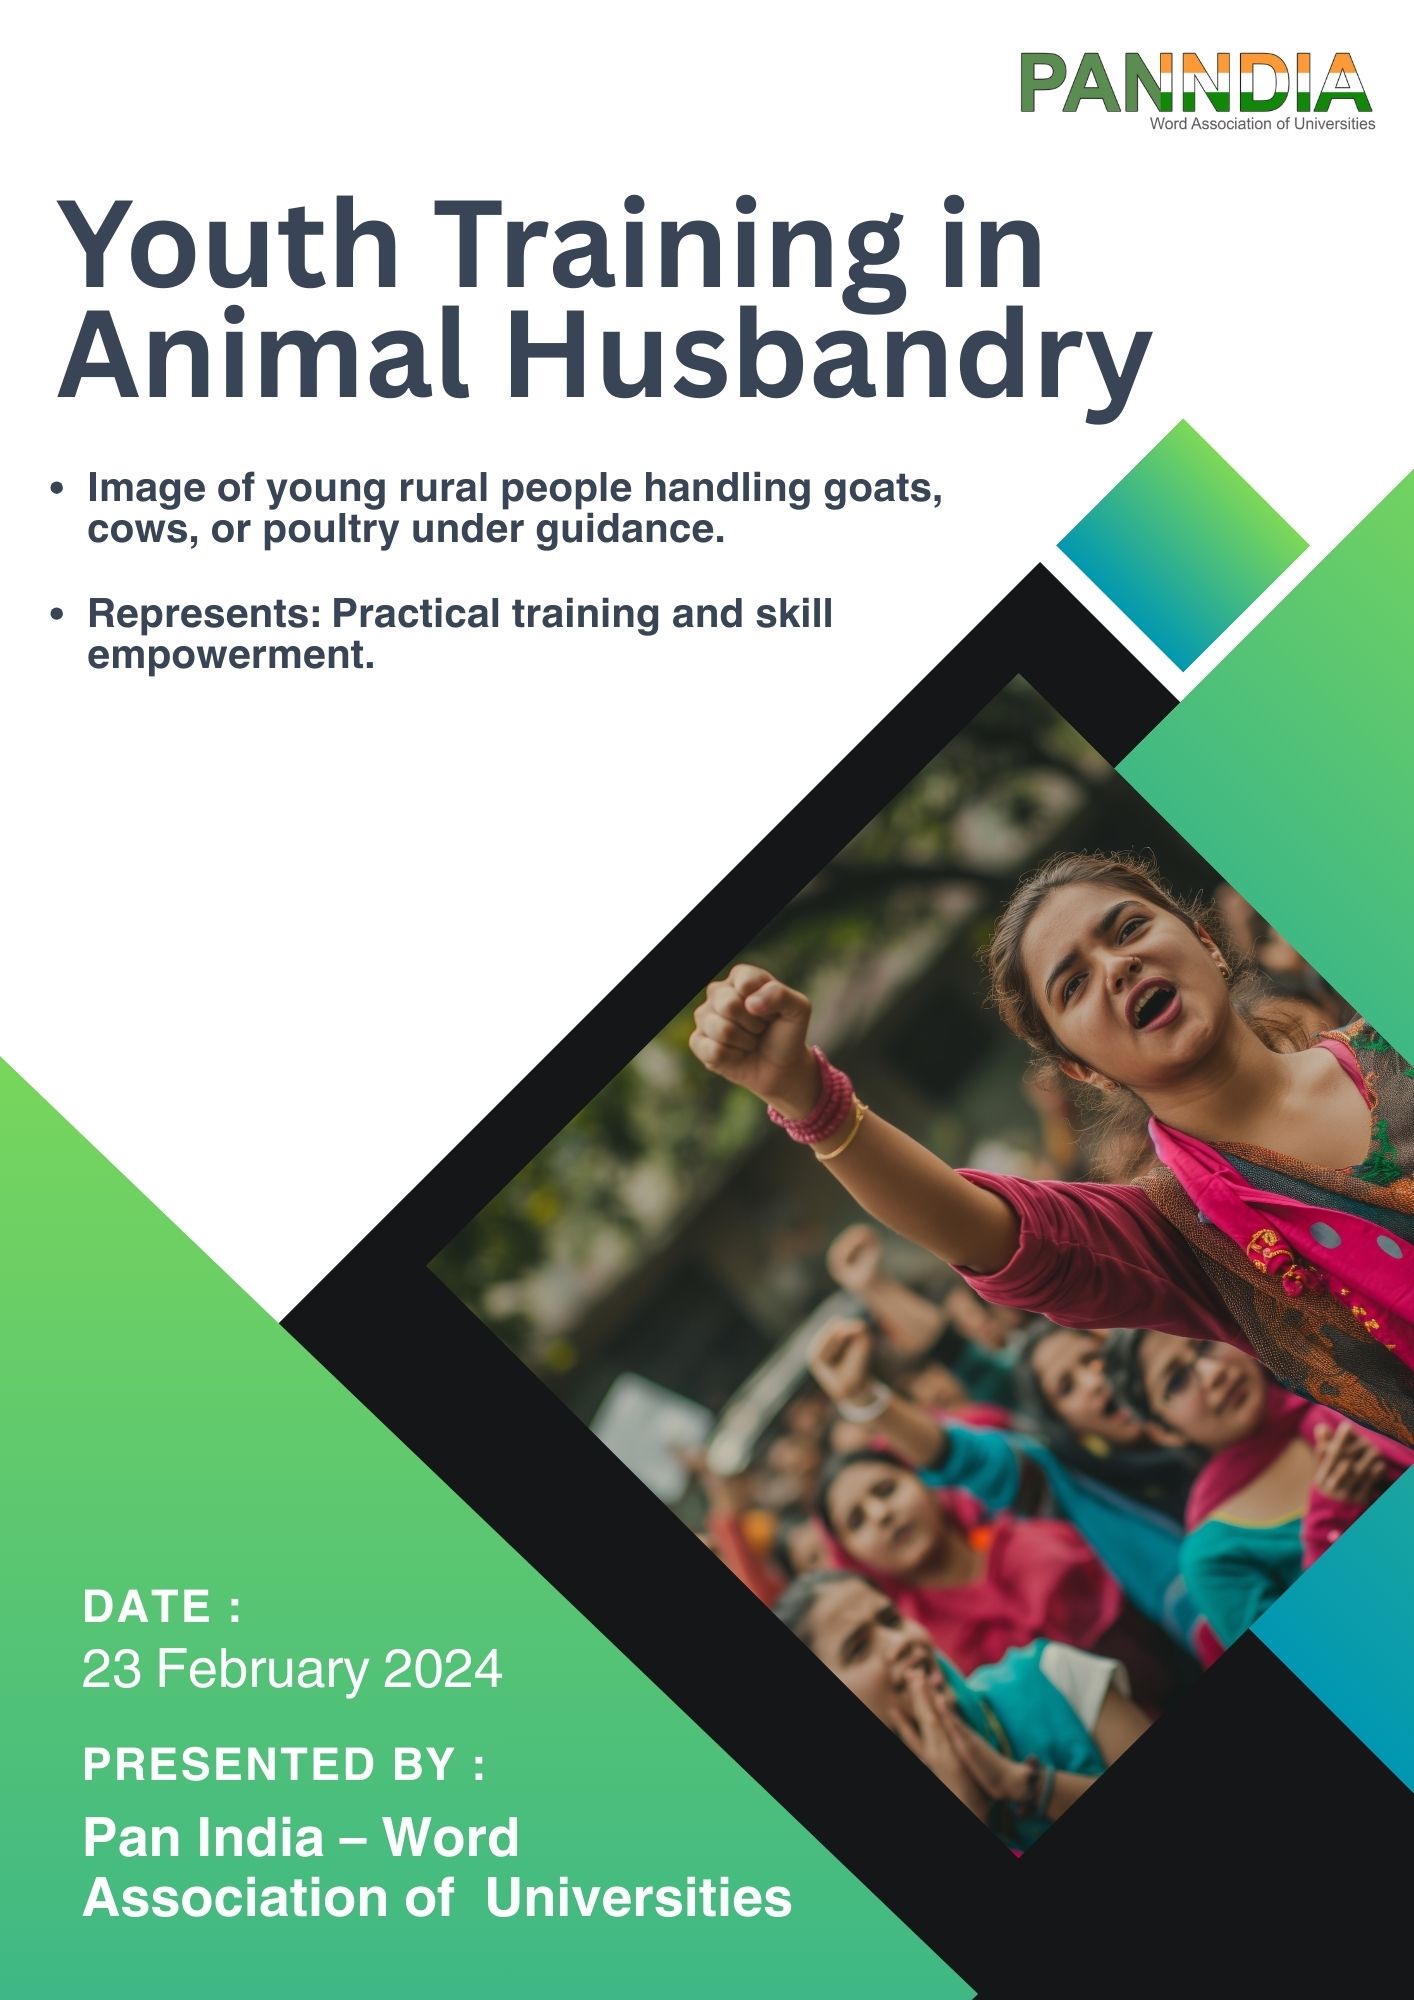 PANNDIA
Word Association of Universities
Youth Training in
Animal Husbandry
• Image of young rural people handling goats,
cows, or poultry under guidance.
• Represents: Practical training and skill
empowerment.
DATE :
23 February 2024
PRESENTED BY :
Pan India – Word
Association of  Universities